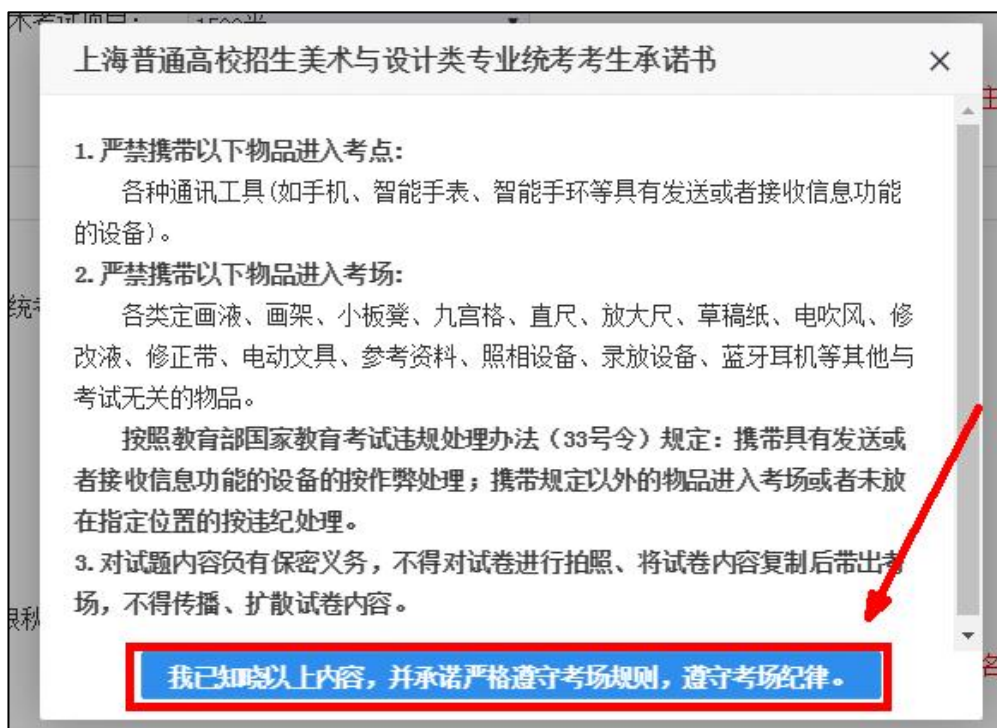 术考试项目： 1500米
上海普通高校招生美术与设计类专业统考考生承诺书 ×
主
1.严禁携带以下物品进入考点：
各种通讯工具(如手机、智能手表、智能手环等具有发送或者接收信息功能
的设备)。
2.严禁携带以下物品进入考场：
统考
各类定画液、画架、小板凳、九宫格、直尺、放大尺、草稿纸、电吹风、修
改液、修正带、电动文具、参考资料、照相设备、录放设备、蓝牙耳机等其他与
考试无关的物品。
按照教育部国家教育考试违规处理办法（33号令）规定：携带具有发送或
者接收信息功能的设备的按作弊处理；携带规定以外的物品进入考场或者未放
在指定位置的按违纪处理。
3.对试题内容负有保密义务，不得对试卷进行拍照、将试卷内容复制后带出考
场，不得传播、扩散试卷内容。
名
我已知晓以上内容，并承诺严格遵守考场规则，遵守考场纪律。